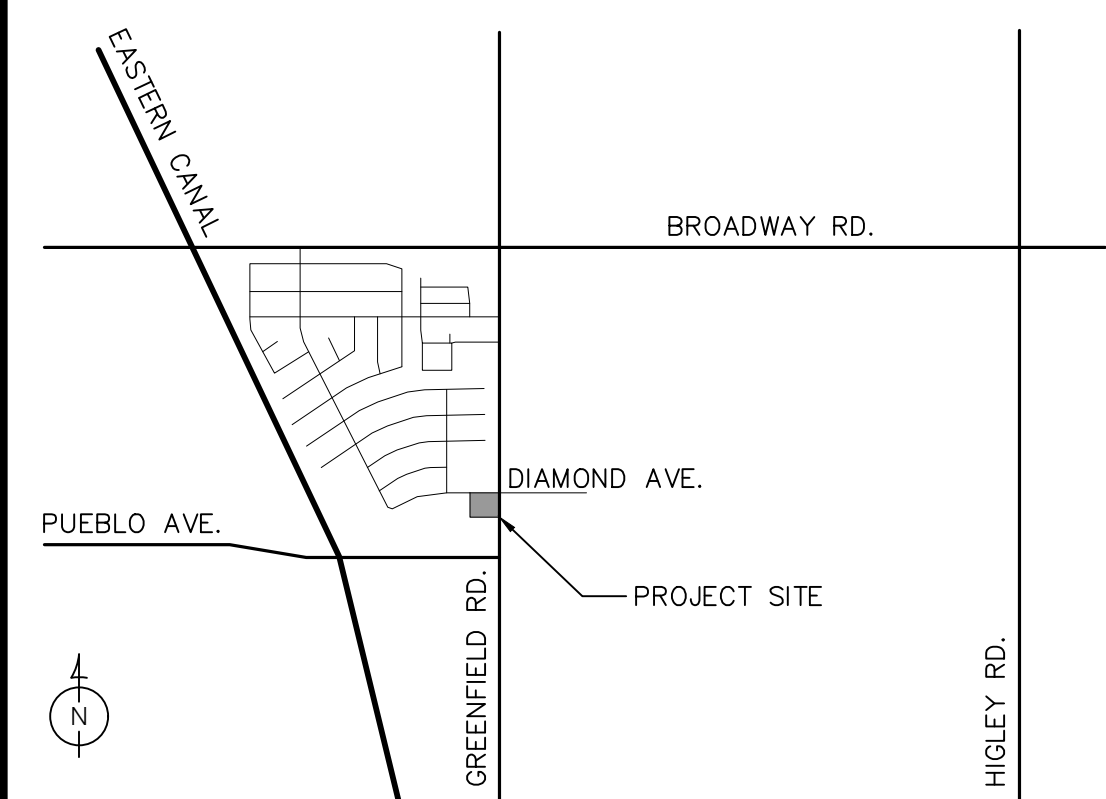 EASTERN CANAL
BROADWAY RD.
DIAMOND AVE.
PUEBLO AVE.
PROJECT SITE
GREENFIELD RD.
HIGLEY RD.
N